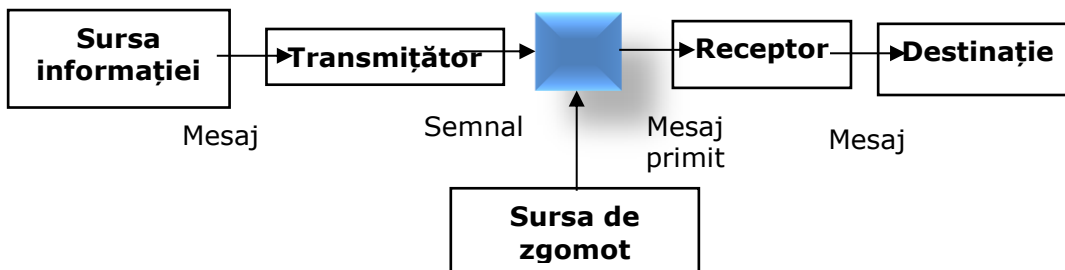 Sursa
informației
Transmițător
Receptor
Destinație
Mesaj
Semnal
Mesaj
primit
Mesaj
Sursa de
zgomot